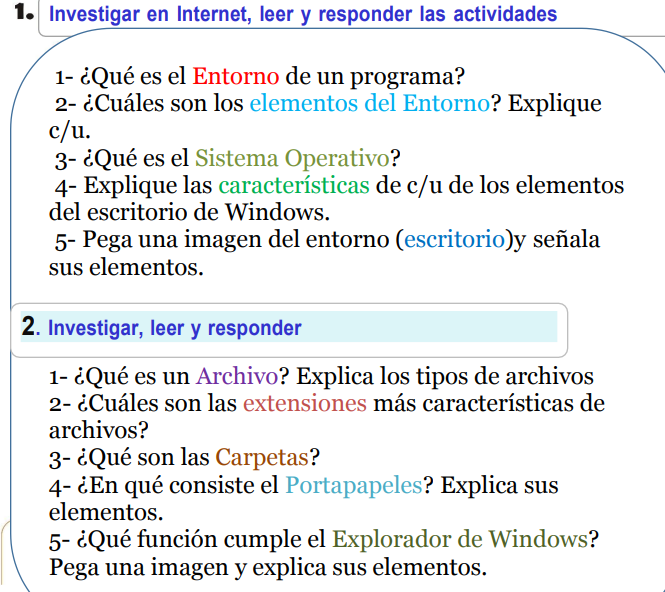 1. Investigar en Internet, leer y responder las actividades
1- ¿Qué es el Entorno de un programa?
2- ¿Cuáles son los elementos del Entorno? Explique
c/u.
3- ¿Qué es el Sistema Operativo?
4- Explique las características de c/u de los elementos
del escritorio de Windows.
5- Pega una imagen del entorno (escritorio)y señala
sus elementos.
2. Investigar, leer y responder
1- ¿Qué es un Archivo? Explica los tipos de archivos
2- ¿Cuáles son las extensiones más características de
archivos?
3- ¿Qué son las Carpetas?
4- ¿En qué consiste el Portapapeles? Explica sus
elementos.
5- ¿Qué función cumple el Explorador de Windows?
Pega una imagen y explica sus elementos.